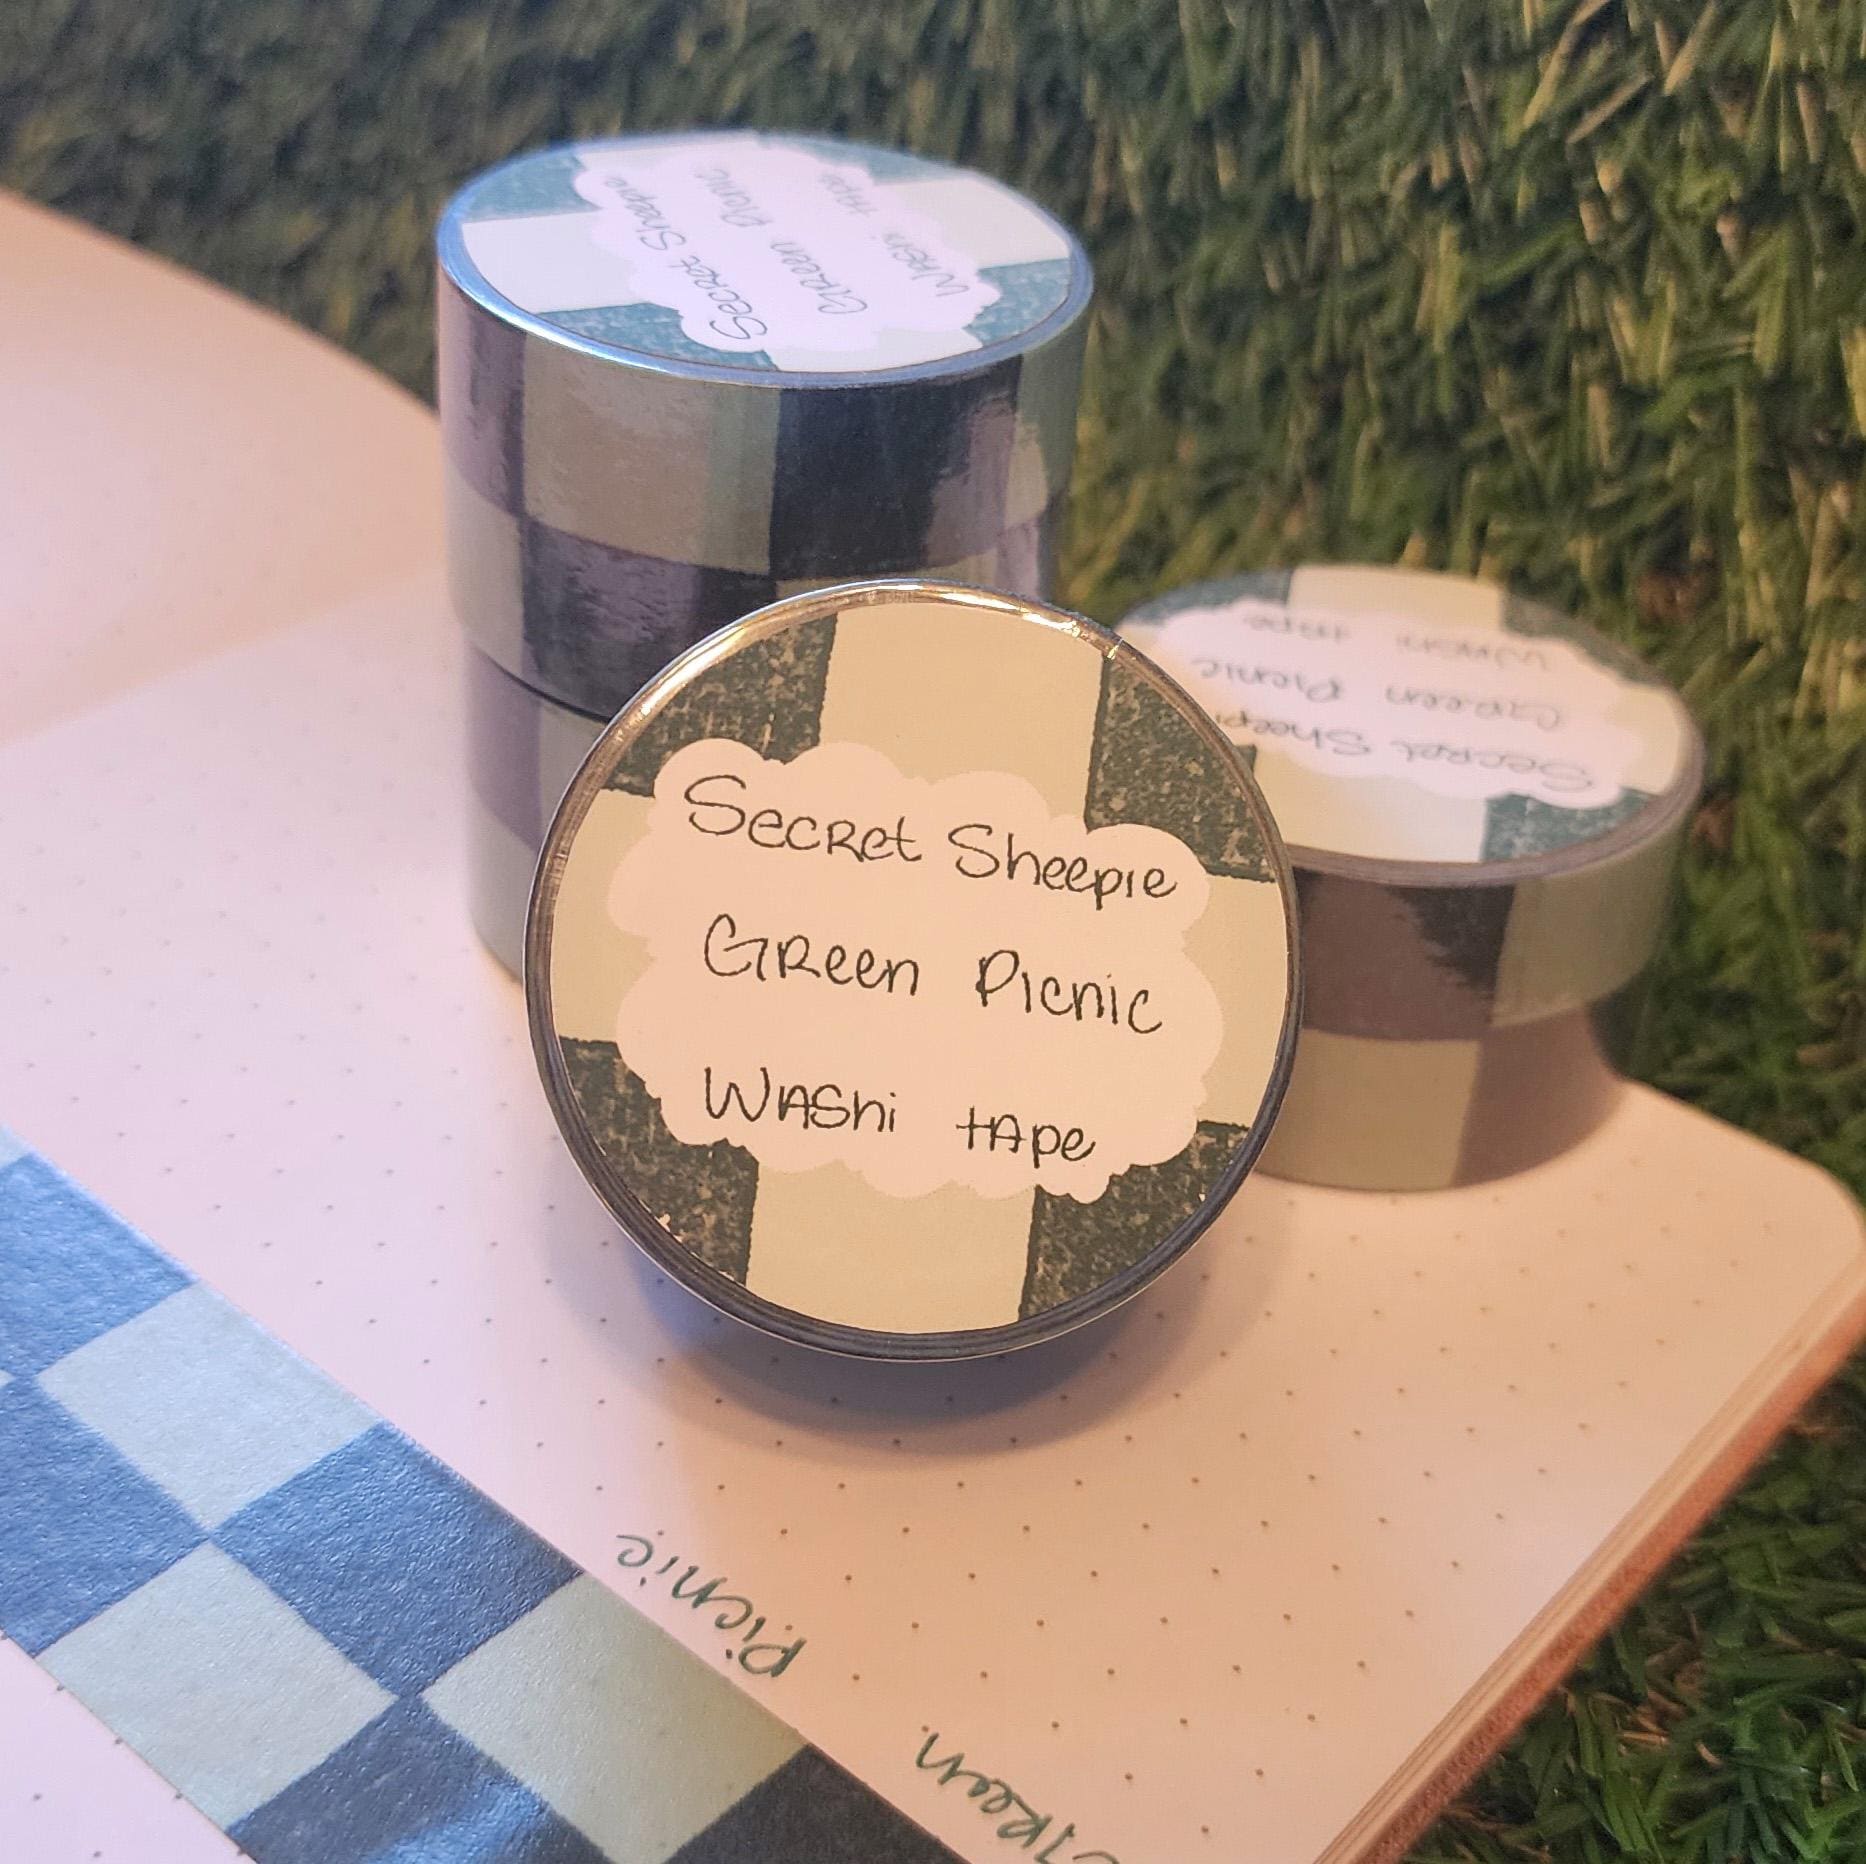 Secret Sheepie
Green Picnic
Washi tape
Secret Sheepie
Green Picnic
Washi tape
Secret Sheepie
Green Picnic
Washi tape
Green
Picnic